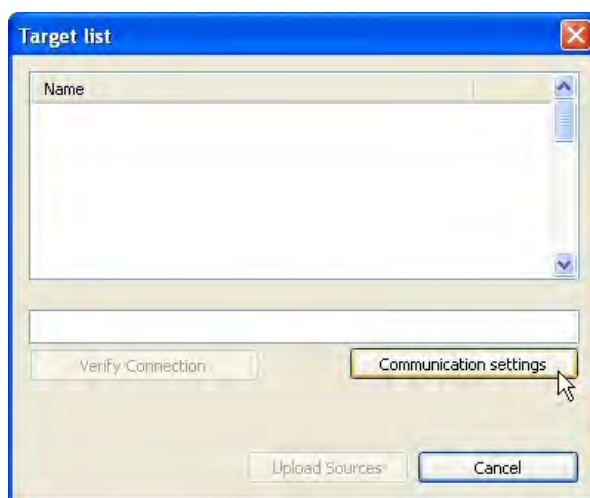 Target list
Name
Verify Connection
Communication settings
Upload Sources
Cancel